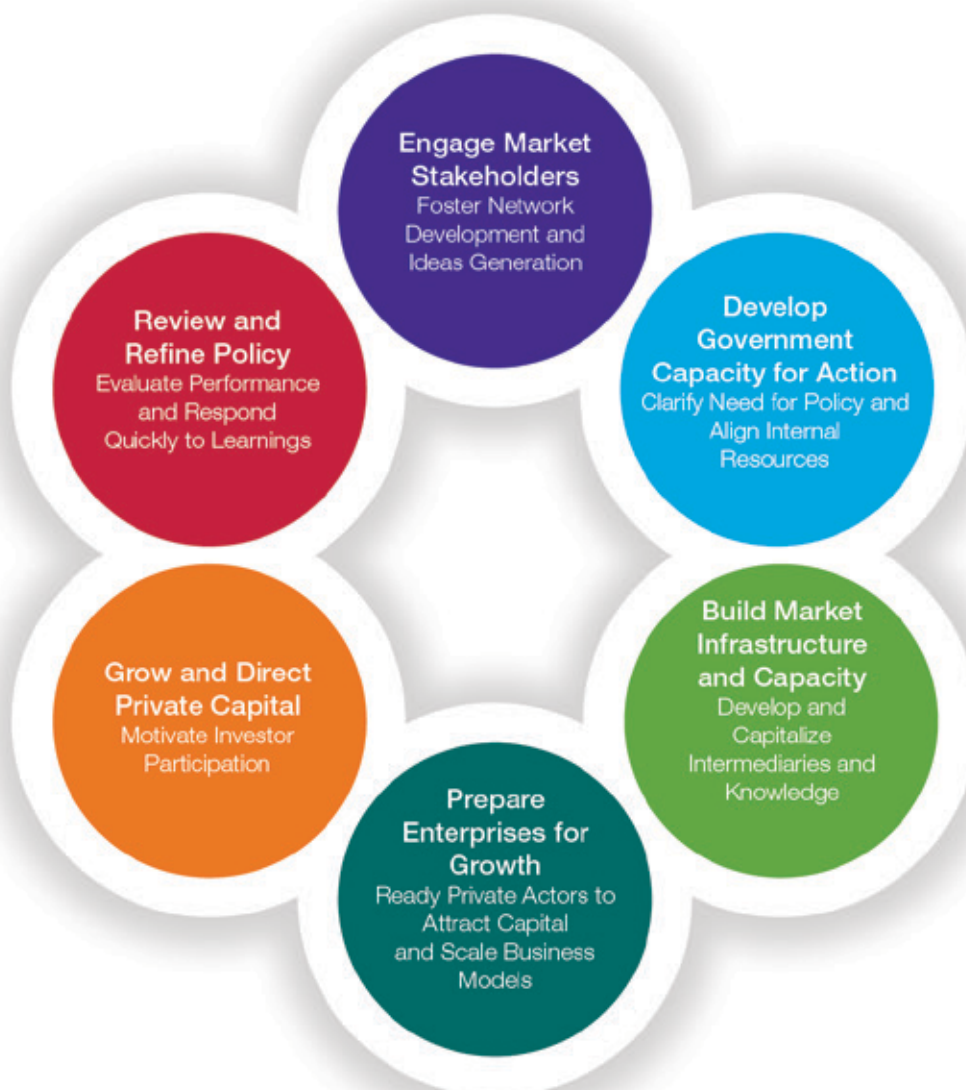 Engage Market
Stakeholders
Foster Network
Development and
Ideas Generation
Develop
Government
Capacity for Action
Clarify Need for Policy and
Align Internal
Resources
Build Market
Infrastructure
and Capacity
Develop and
Capitalize
Intermediaries and
Knowledge
Prepare
Enterprises for
Growth
Ready Private Actors to
Attract Capital
and Scale Business
Models
Grow and Direct
Private Capital
Motivate Investor
Participation
Review and
Refine Policy
Evaluate Performance
and Respond
Quickly to Learnings